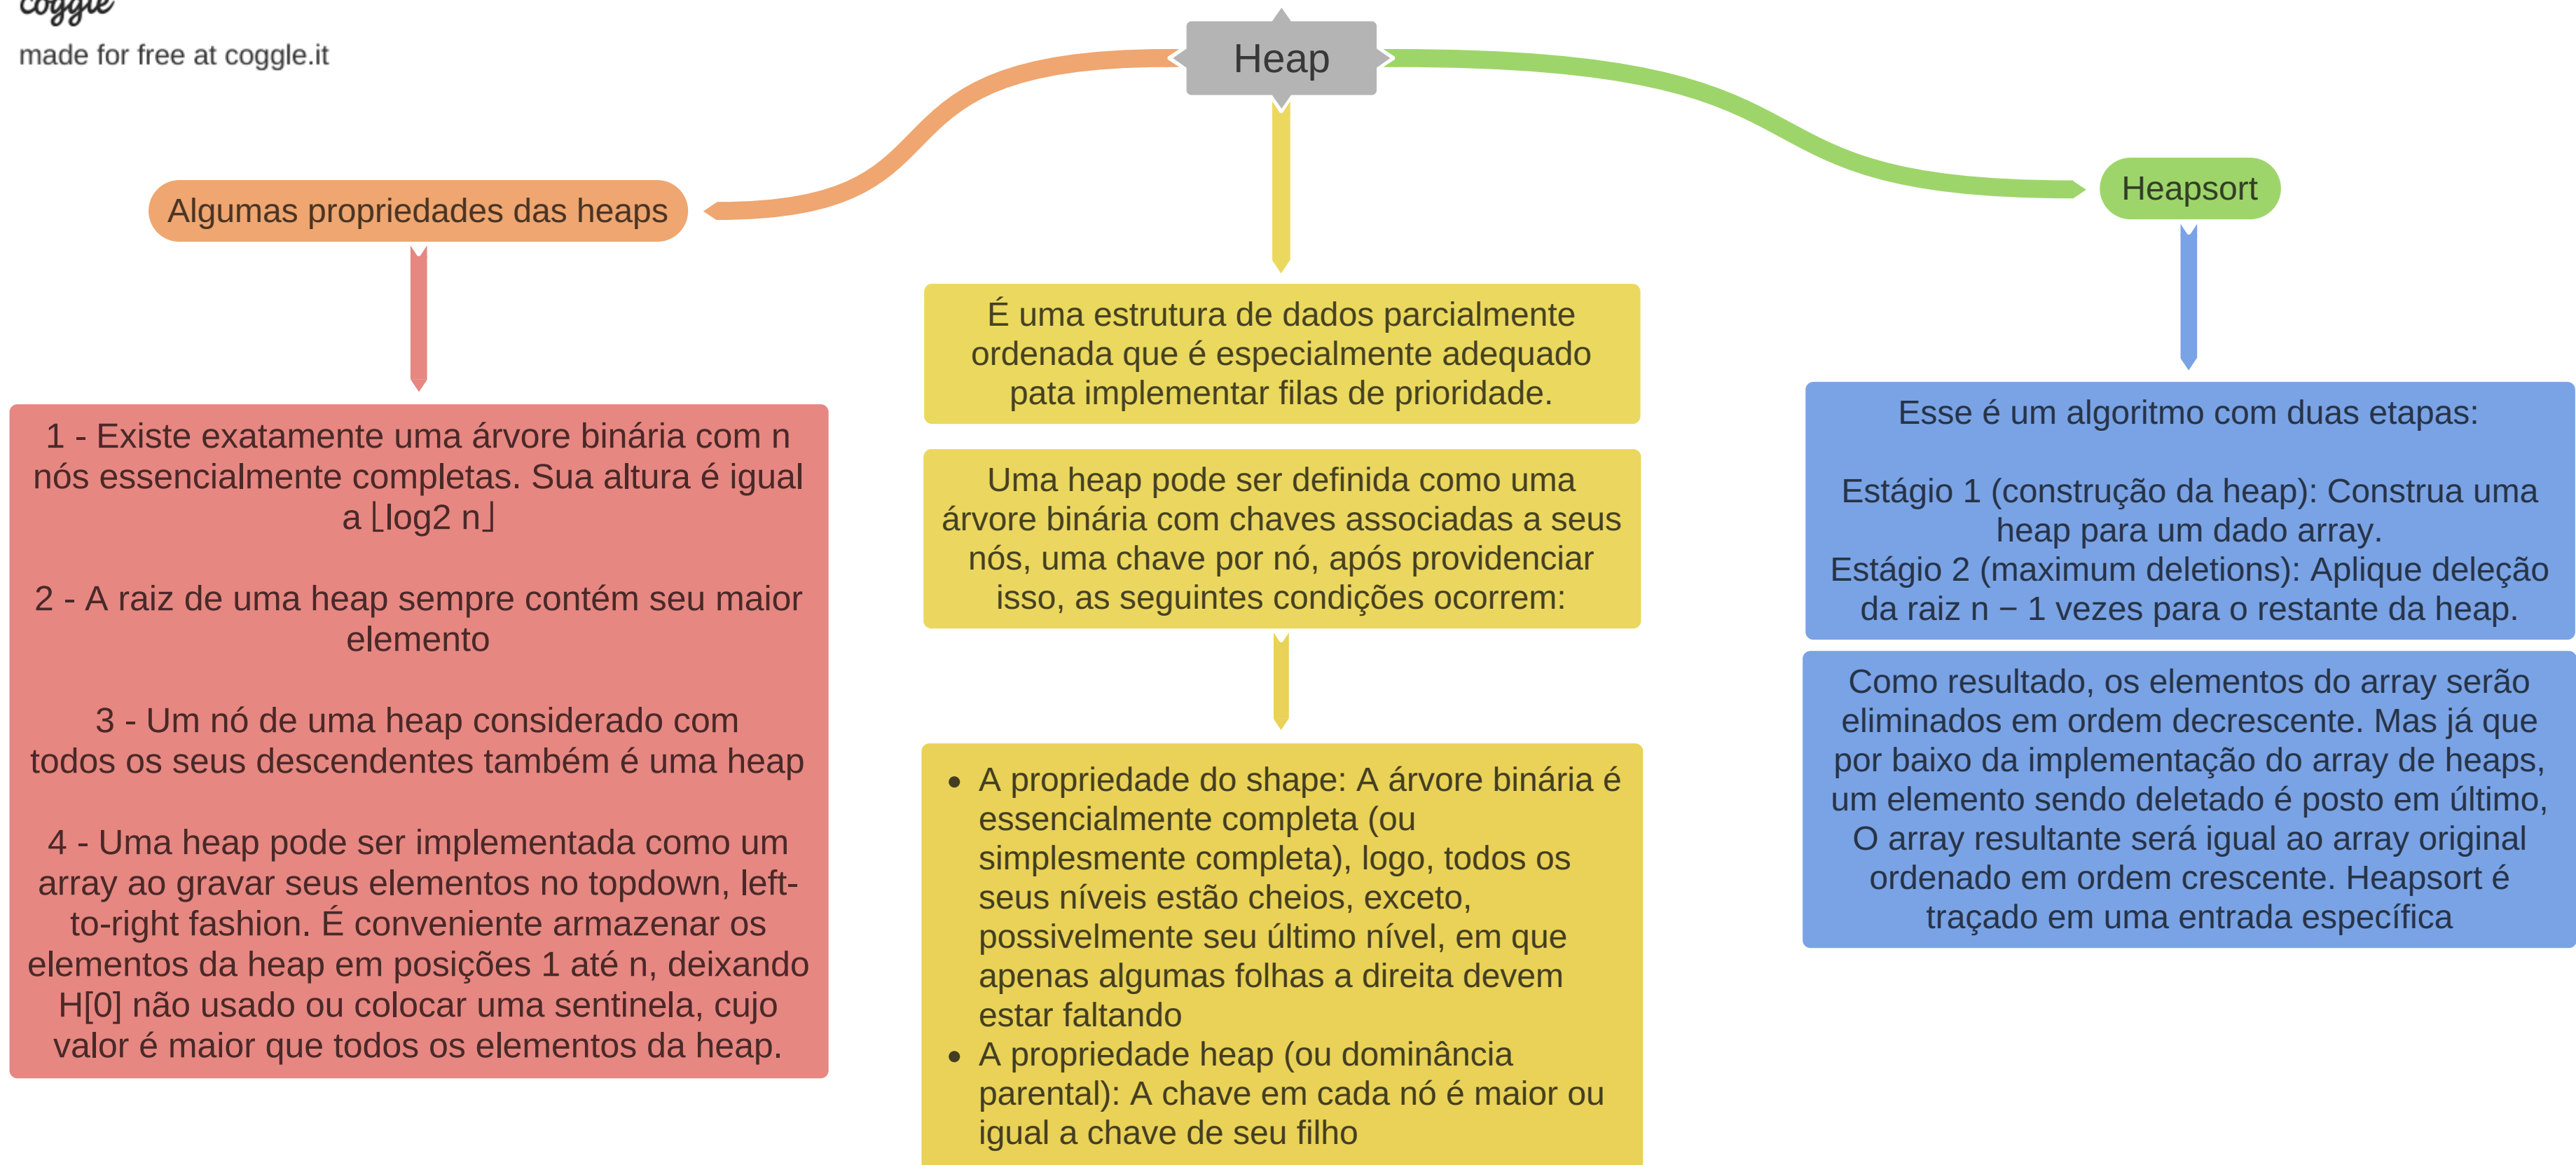 coggle
made for free at coggle.it
Heap
Algumas propriedades das heaps
Heapsort
1 - Existe exatamente uma árvore binária com n
nós essencialmente completas. Sua altura é igual
a ⌊log2 n⌋
2 - A raiz de uma heap sempre contém seu maior
elemento
3 - Um nó de uma heap considerado com
todos os seus descendentes também é uma heap
4 - Uma heap pode ser implementada como um
array ao gravar seus elementos no topdown, left-
to-right fashion. É conveniente armazenar os
elementos da heap em posições 1 até n, deixando
H[0] não usado ou colocar uma sentinela, cujo
valor é maior que todos os elementos da heap.
É uma estrutura de dados parcialmente
ordenada que é especialmente adequado
pata implementar filas de prioridade.
Uma heap pode ser definida como uma
árvore binária com chaves associadas a seus
nós, uma chave por nó, após providenciar
isso, as seguintes condições ocorrem:
• A propriedade do shape: A árvore binária é
essencialmente completa (ou
simplesmente completa), logo, todos os
seus níveis estão cheios, exceto,
possivelmente seu último nível, em que
apenas algumas folhas a direita devem
estar faltando
• A propriedade heap (ou dominância
parental): A chave em cada nó é maior ou
igual a chave de seu filho
Esse é um algoritmo com duas etapas:
Estágio 1 (construção da heap): Construa uma
heap para um dado array.
Estágio 2 (maximum deletions): Aplique deleção
da raiz n − 1 vezes para o restante da heap.
Como resultado, os elementos do array serão
eliminados em ordem decrescente. Mas já que
por baixo da implementação do array de heaps,
um elemento sendo deletado é posto em último,
O array resultante será igual ao array original
ordenado em ordem crescente. Heapsort é
traçado em uma entrada específica